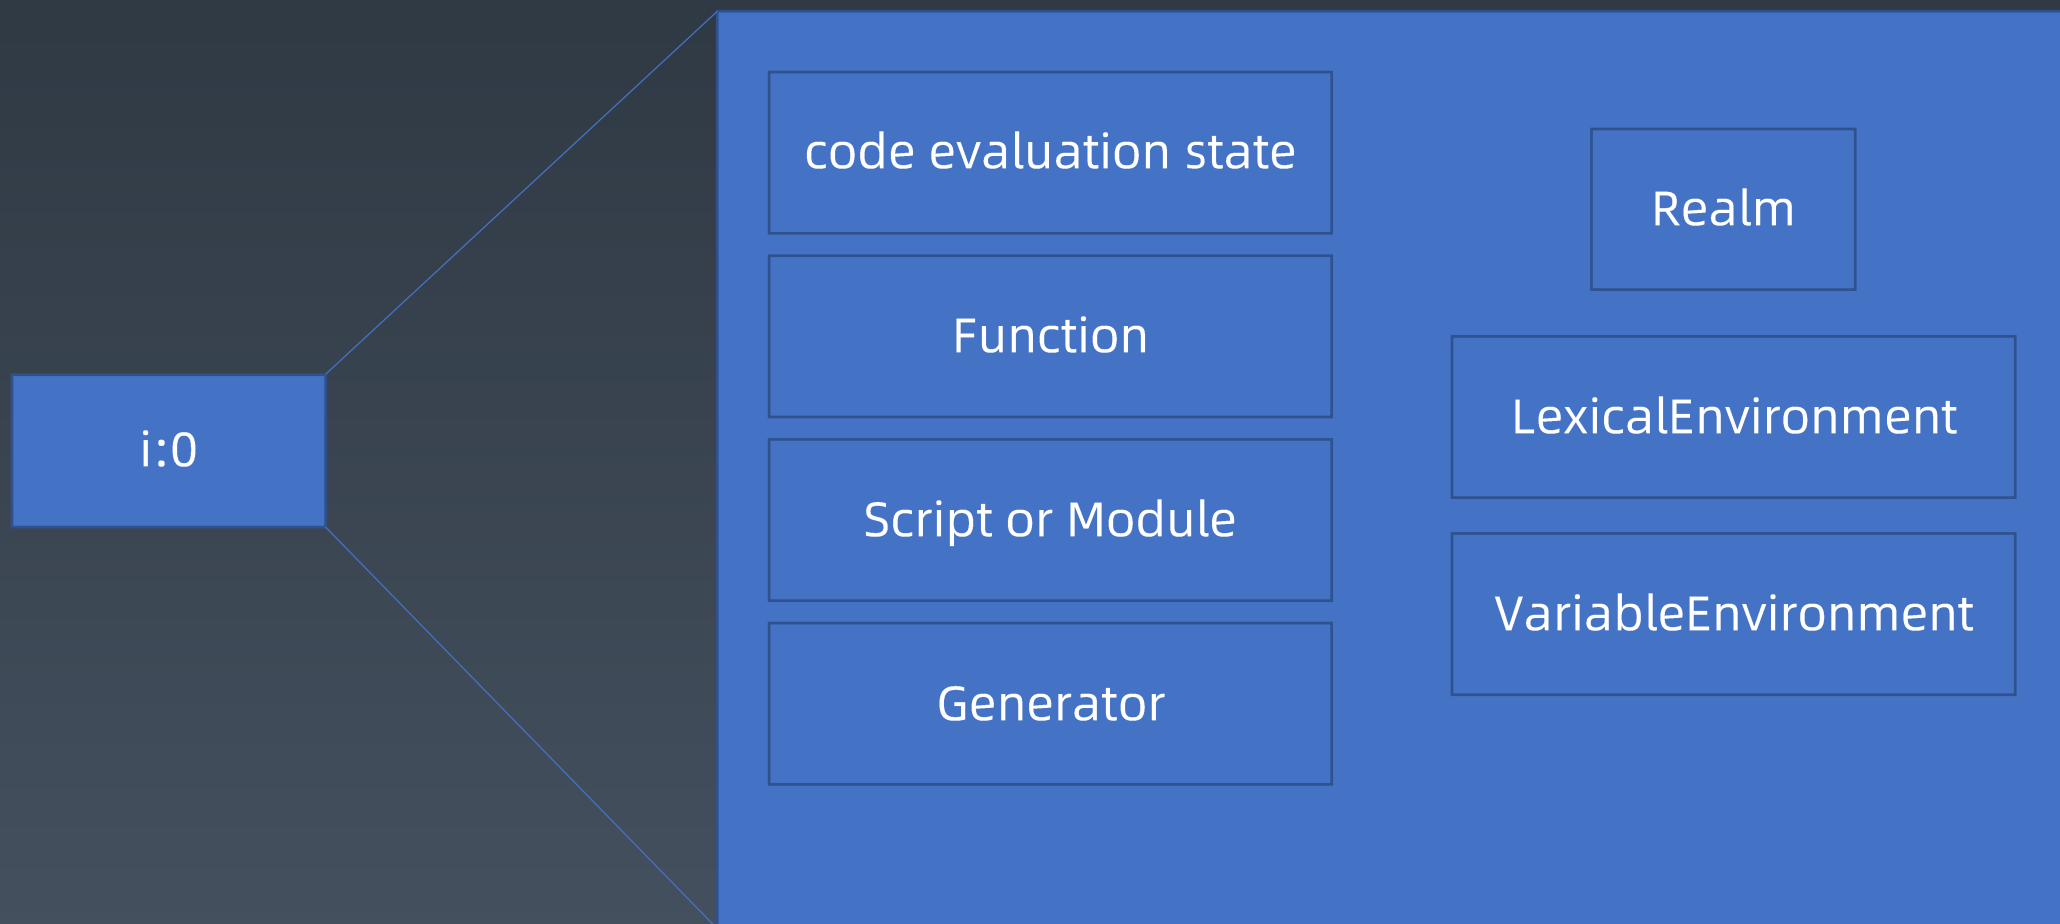 i:0
code evaluation state
Function
Script or Module
Generator
Realm
LexicalEnvironment
VariableEnvironment